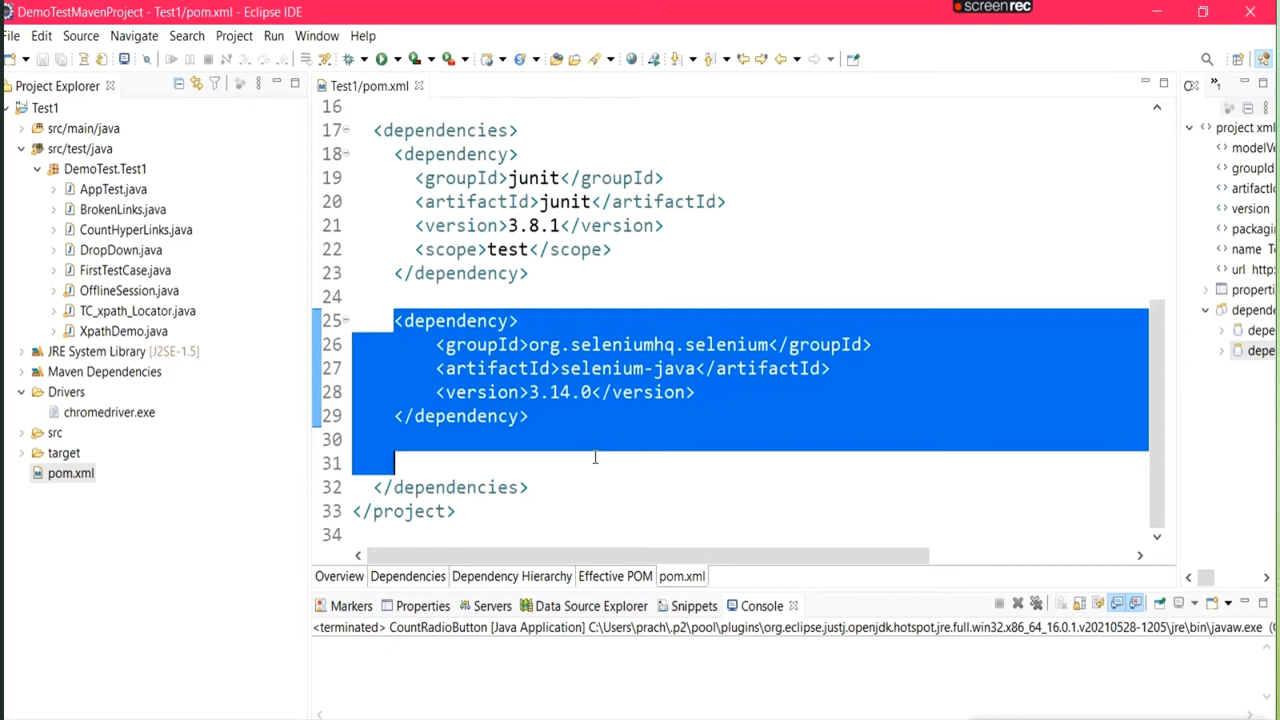 DemoTestMavenProject - Test1/pom.xml - Eclipse IDE
screenrec
File Edit Source Navigate Search Project Run Window Help
Project Explorer
Test1/pom.xml
Test1
src/main/java
src/test/java
DemoTest.Test1
AppTest.java
BrokenLinks.java
CountHyperLinks.java
DropDown.java
FirstTestCase.java
OfflineSession.java
TC_xpath_Locator.java
XpathDemo.java
JRE System Library [J2SE-1.5]
Maven Dependencies
Drivers
chromedriver.exe
src
target
pom.xml
16
17 <dependencies>
18 <dependency>
19 <groupId>junit</groupId>
20 <artifactId>junit</artifactId>
21 <version>3.8.1</version>
22 <scope>test</scope>
23 </dependency>
24
25 <dependency>
26 <groupId>org.seleniumhq.selenium</groupId>
27 <artifactId>selenium-java</artifactId>
28 <version>3.14.0</version>
29 </dependency>
30
31
32 </dependencies>
33 </project>
34
Overview Dependencies Dependency Hierarchy Effective POM pom.xml
project xml
modelVe
groupId
artifactI
version
packagin
name Te
url http:
properti
depende
depe
depe
Markers Properties Servers Data Source Explorer Snippets Console
<terminated> CountRadioButton [Java Application] C:\Users\prach\.p2\pool\plugins\org.eclipse.justj.openjdk.hotspot.jre.full.win32.x86_64_16.0.1.v20210528-1205\jre\bin\javaw.exe (